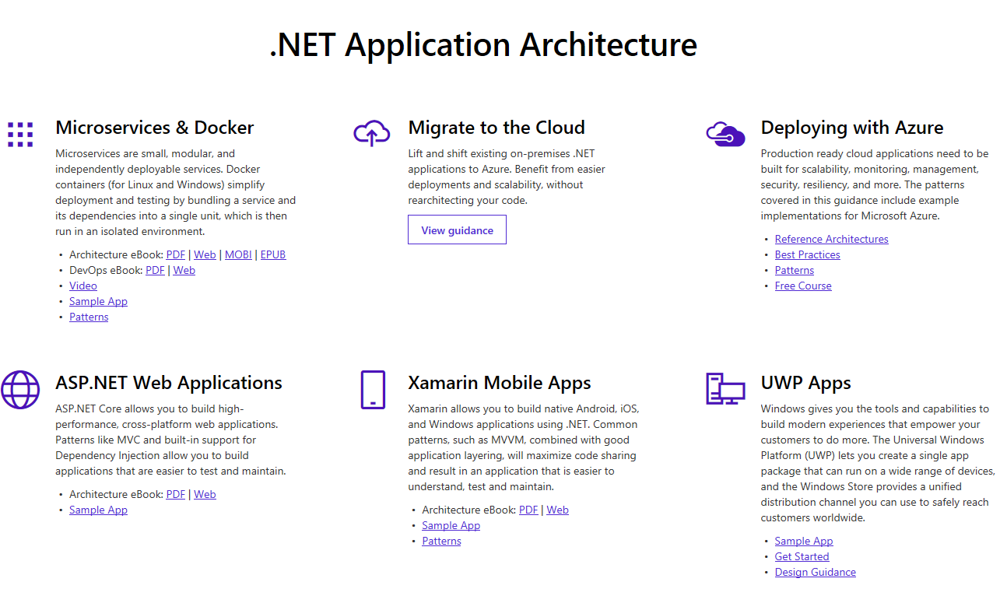 .NET Application Architecture
Microservices & Docker
Microservices are small, modular, and
independently deployable services. Docker
containers (for Linux and Windows) simplify
deployment and testing by bundling a service and
its dependencies into a single unit, which is then
run in an isolated environment.
• Architecture eBook: PDF | Web | MOBI | EPUB
• DevOps eBook: PDF | Web
• Video
• Sample App
• Patterns
Migrate to the Cloud
Lift and shift existing on-premises .NET
applications to Azure. Benefit from easier
deployments and scalability, without
rearchitecting your code.
View guidance
Deploying with Azure
Production ready cloud applications need to be
built for scalability, monitoring, management,
security, resiliency, and more. The patterns
covered in this guidance include example
implementations for Microsoft Azure.
• Reference Architectures
• Best Practices
• Patterns
• Free Course
ASP.NET Web Applications
ASP.NET Core allows you to build high-
performance, cross-platform web applications.
Patterns like MVC and built-in support for
Dependency Injection allow you to build
applications that are easier to test and maintain.
• Architecture eBook: PDF | Web
• Sample App
Xamarin Mobile Apps
Xamarin allows you to build native Android, iOS,
and Windows applications using .NET. Common
patterns, such as MVVM, combined with good
application layering, will maximize code sharing
and result in an application that is easier to
understand, test and maintain.
• Architecture eBook: PDF | Web
• Sample App
• Patterns
UWP Apps
Windows gives you the tools and capabilities to
build modern experiences that empower your
customers to do more. The Universal Windows
Platform (UWP) lets you create a single app
package that can run on a wide range of devices,
and the Windows Store provides a unified
distribution channel you can use to safely reach
customers worldwide.
• Sample App
• Get Started
• Design Guidance